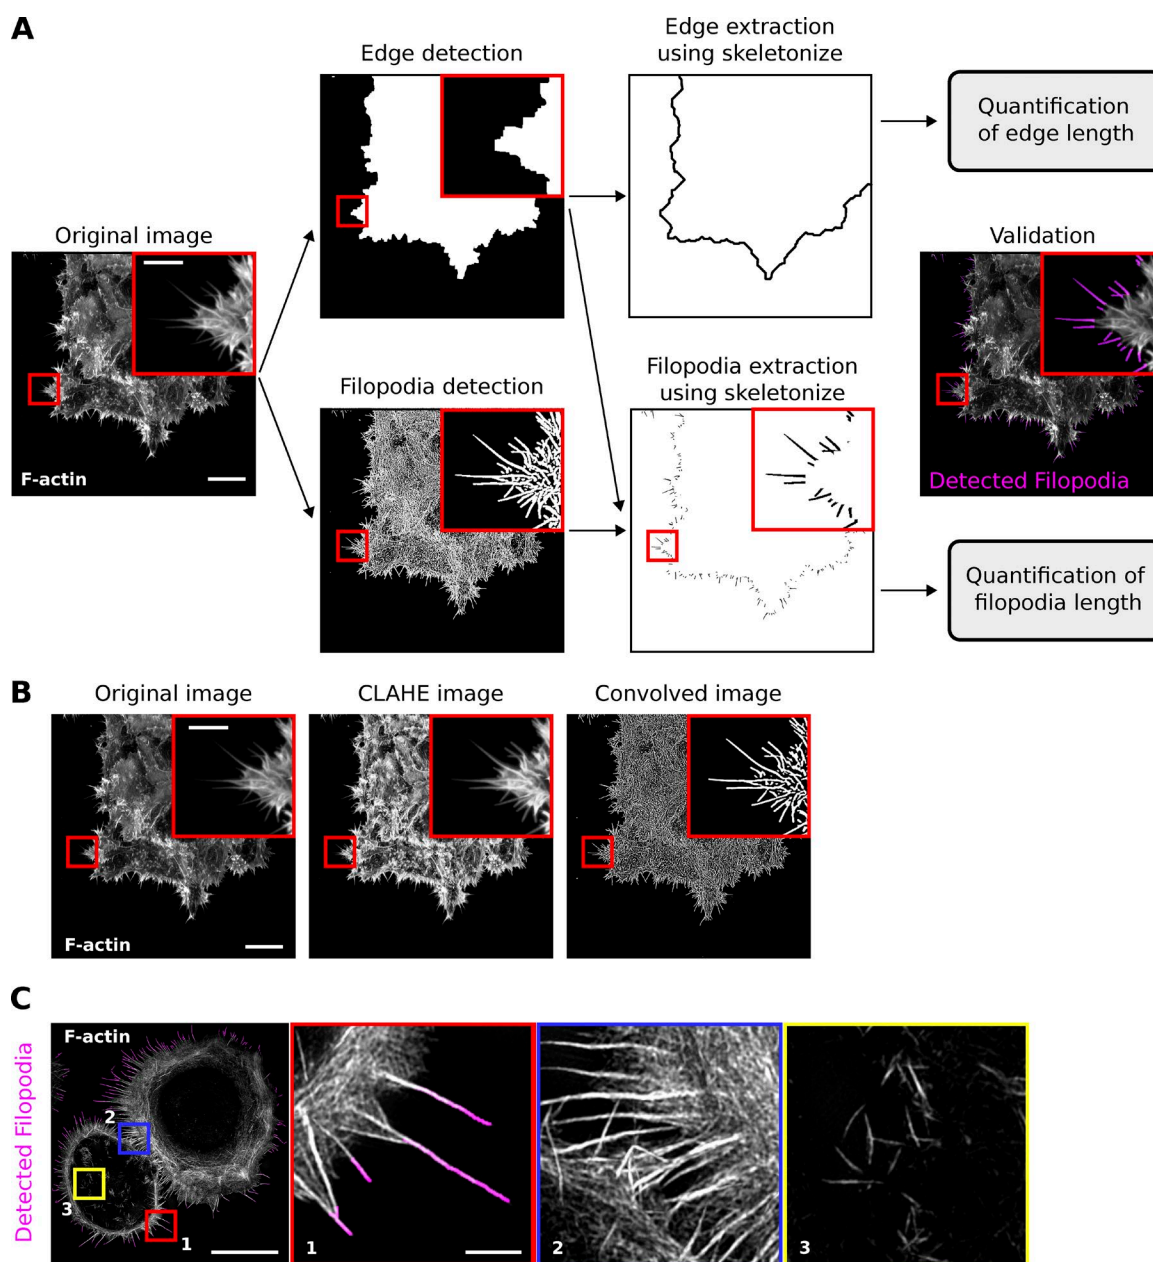 A
Edge detection
Edge extraction
using skeletonize
Quantification
of edge length
Original image
Validation
Filopodia detection
Filopodia extraction
using skeletonize
F-actin
Detected Filopodia
Quantification of
filopodia length
B
Original image
CLAHE image
Convolved image
F-actin
C
Detected Filopodia
F-actin
2
3
1
1
2
3